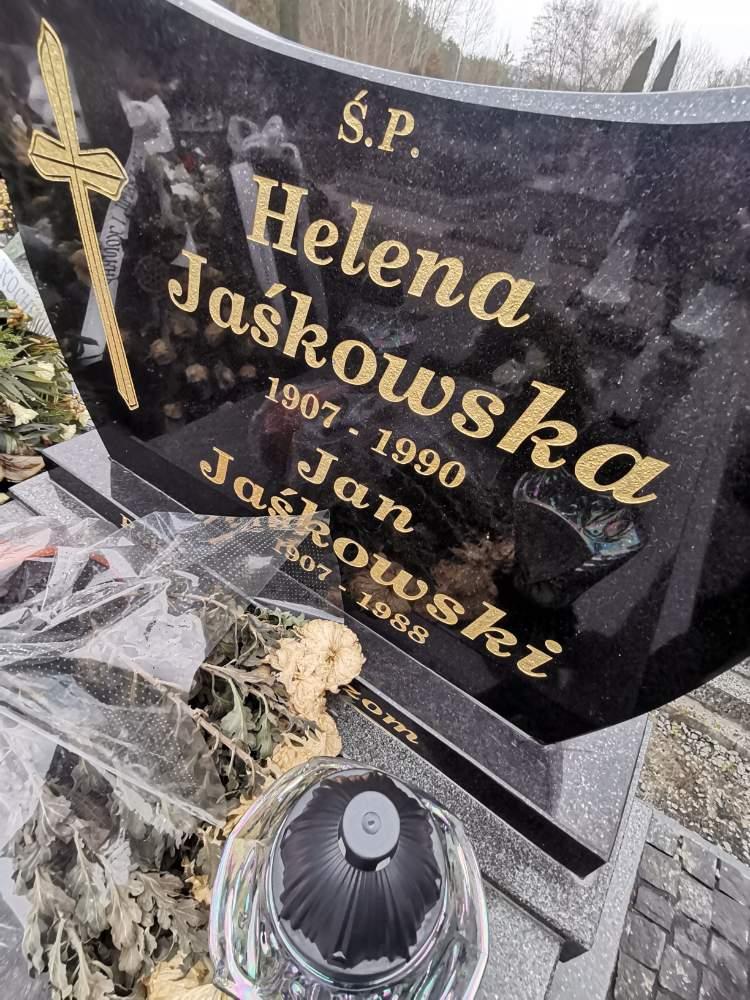 Ś.P.
Helena
Jaśkowska
1907 - 1990
Jan
Jaśkowski
1907 - 1988